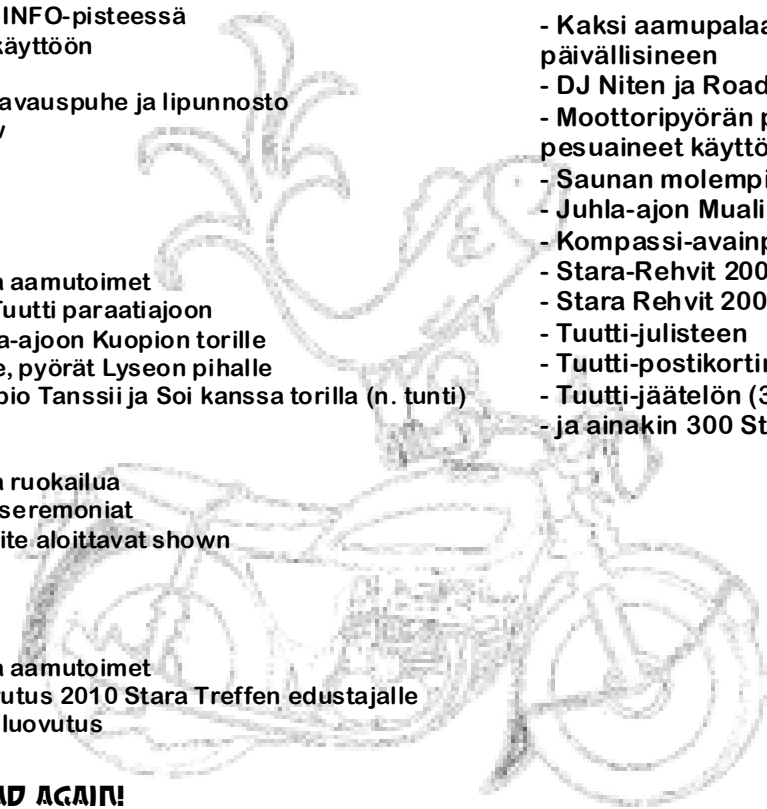 INFO-pisteessä
käyttöön
avauspuhe ja lipunnosto
aamutoimet
Tuutti paraatiajoon
a-ajoon Kuopion torille
e, pyörät Lyseon pihalle
pio Tanssii ja Soi kanssa torilla (n. tunti)
ruokailua
seremoniat
ite aloittavat shown
aamutoimet
rutus 2010 Stara Treffen edustajalle
luovutus
AGAIN!
- Kaksi aamupalaa
päivällisineen
- DJ Niten ja Road
- Moottoripyörän p
pesuaineet käyttö
- Saunan molempi
- Juhla-ajon Muali
- Kompassi-avainp
- Stara-Rehvit 200
- Stara Rehvit 200
- Tuutti-julisteen
- Tuutti-postikortin
- Tuutti-jäätelön (3
- ja ainakin 300 St